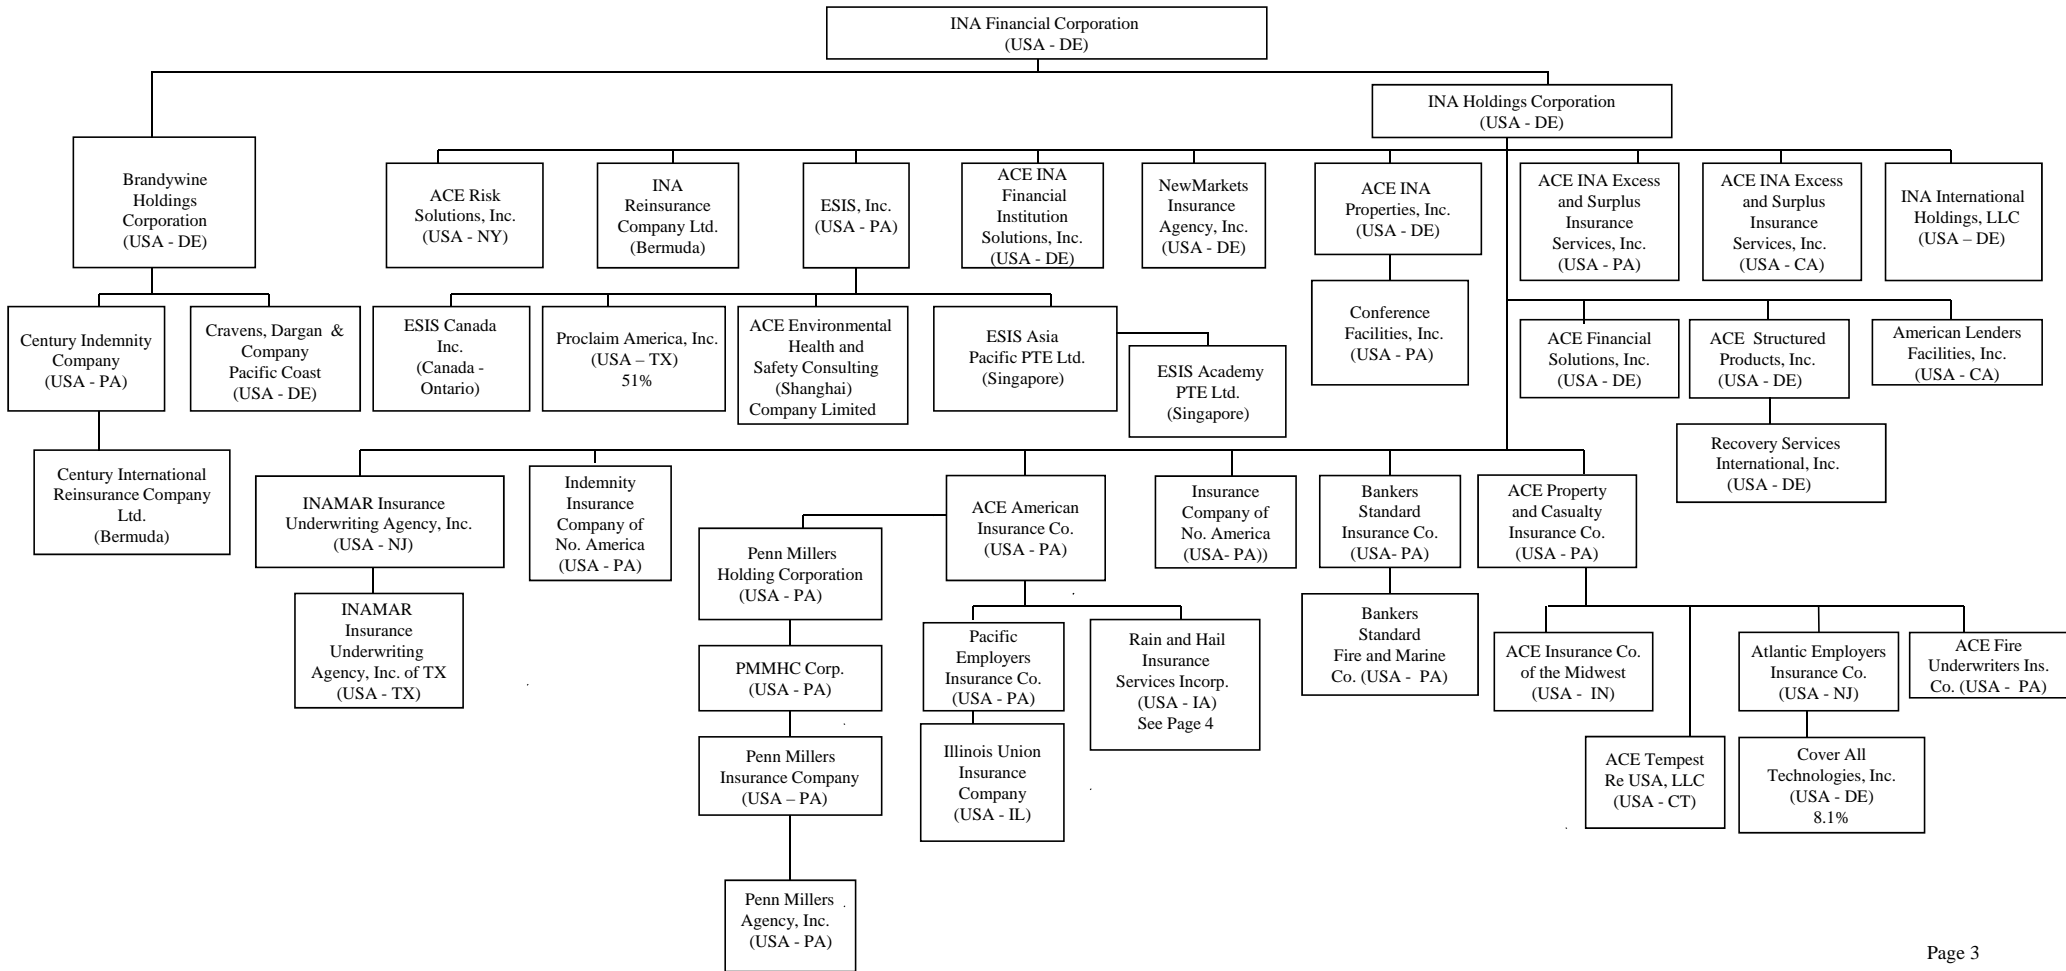 INA Financial Corporation
(USA - DE)
INA Holdings Corporation
(USA - DE)
Brandywine
Holdings
Corporation
(USA - DE)
ACE Risk
Solutions, Inc.
(USA - NY)
INA
Reinsurance
Company Ltd.
(Bermuda)
ESIS, Inc.
(USA - PA)
ACE INA
Financial
Institution
Solutions, Inc.
(USA - DE)
NewMarkets
Insurance
Agency, Inc.
(USA - DE)
ACE INA
Properties, Inc.
(USA - DE)
ACE INA Excess
and Surplus
Insurance
Services, Inc.
(USA - PA)
ACE INA Excess
and Surplus
Insurance
Services, Inc.
(USA - CA)
INA International
Holdings, LLC
(USA – DE)
Century Indemnity
Company
(USA - PA)
Cravens, Dargan &
Company
Pacific Coast
(USA - DE)
ESIS Canada
Inc.
(Canada -
Ontario)
Proclaim America, Inc.
(USA – TX)
51%
ACE Environmental
Health and
Safety Consulting
(Shanghai)
Company Limited
ESIS Asia
Pacific PTE Ltd.
(Singapore)
ESIS Academy
PTE Ltd.
(Singapore)
Conference
Facilities, Inc.
(USA - PA)
ACE Financial
Solutions, Inc.
(USA - DE)
ACE Structured
Products, Inc.
(USA - DE)
American Lenders
Facilities, Inc.
(USA - CA)
Recovery Services
International, Inc.
(USA - DE)
Century International
Reinsurance Company
Ltd.
(Bermuda)
INAMAR Insurance
Underwriting Agency, Inc.
(USA - NJ)
Indemnity
Insurance
Company of
No. America
(USA - PA)
ACE American
Insurance Co.
(USA - PA)
Insurance
Company of
No. America
(USA- PA))
Bankers
Standard
Insurance Co.
(USA- PA)
ACE Property
and Casualty
Insurance Co.
(USA - PA)
Penn Millers
Holding Corporation
(USA - PA)
INAMAR
Insurance
Underwriting
Agency, Inc. of TX
(USA - TX)
PMMHC Corp.
(USA - PA)
Pacific
Employers
Insurance Co.
(USA - PA)
Rain and Hail
Insurance
Services Incorp.
(USA - IA)
See Page 4
Bankers
Standard
Fire and Marine
Co. (USA - PA)
ACE Insurance Co.
of the Midwest
(USA - IN)
Atlantic Employers
Insurance Co.
(USA - NJ)
ACE Fire
Underwriters Ins.
Co. (USA - PA)
Penn Millers
Insurance Company
(USA – PA)
Illinois Union
Insurance
Company
(USA - IL)
ACE Tempest
Re USA, LLC
(USA - CT)
Cover All
Technologies, Inc.
(USA - DE)
8.1%
Penn Millers
Agency, Inc.
(USA - PA)
Page 3